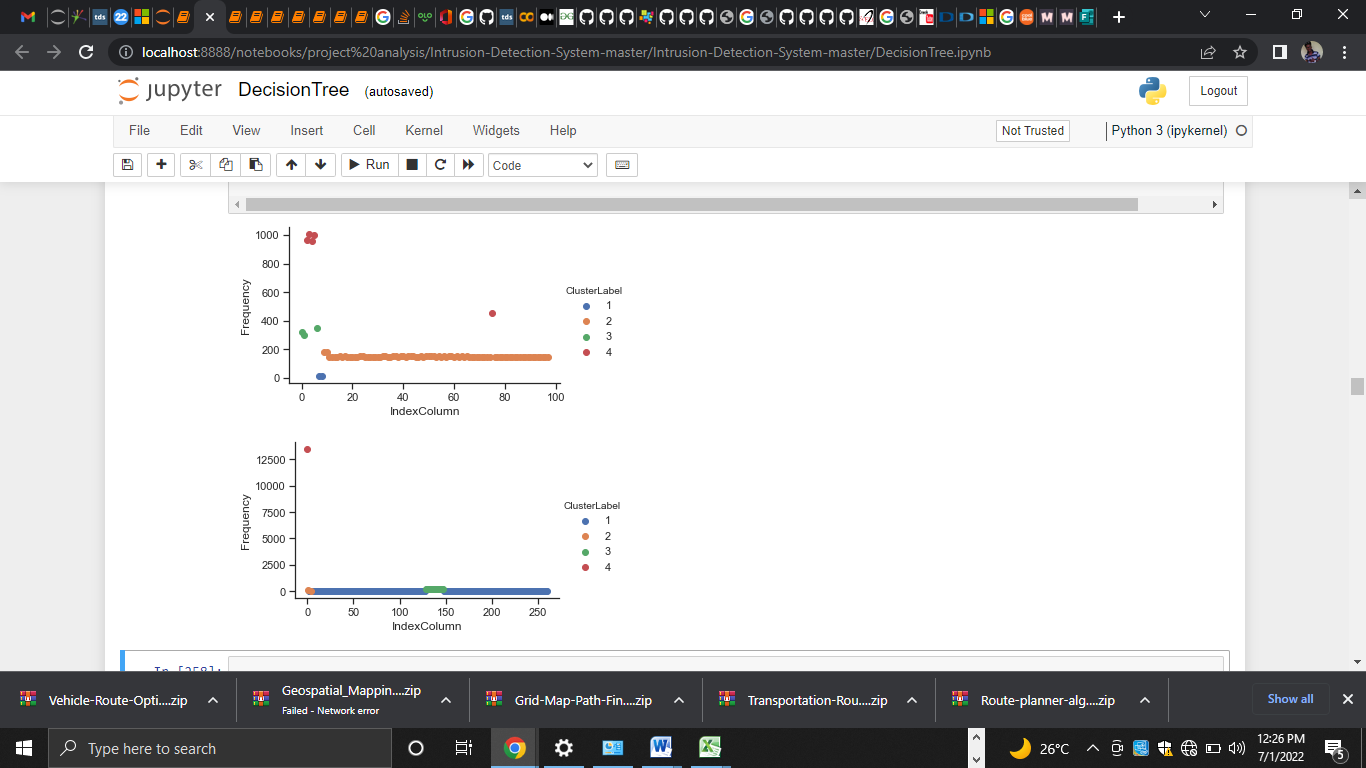 localhost:8888/notebooks/project%20analysis/Intrusion-Detection-System-master/Intrusion-Detection-System-master/DecisionTree.ipynb
jupyter DecisionTree (autosaved)
Logout
File Edit View Insert Cell Kernel Widgets Help
Not Trusted
Python 3 (ipykernel)
Run
Code
1000
800
600
400
200
0
Frequency
0 20 40 60 80 100
IndexColumn
ClusterLabel
1
2
3
4
12500
10000
7500
5000
2500
0
Frequency
0 50 100 150 200 250
IndexColumn
ClusterLabel
1
2
3
4
Vehicle-Route-Opti....zip
Geospatial_Mappin....zip
Failed - Network error
Grid-Map-Path-Fin....zip
Transportation-Rou....zip
Route-planner-alg....zip
Show all
Type here to search
26°C
12:26 PM
7/1/2022
5